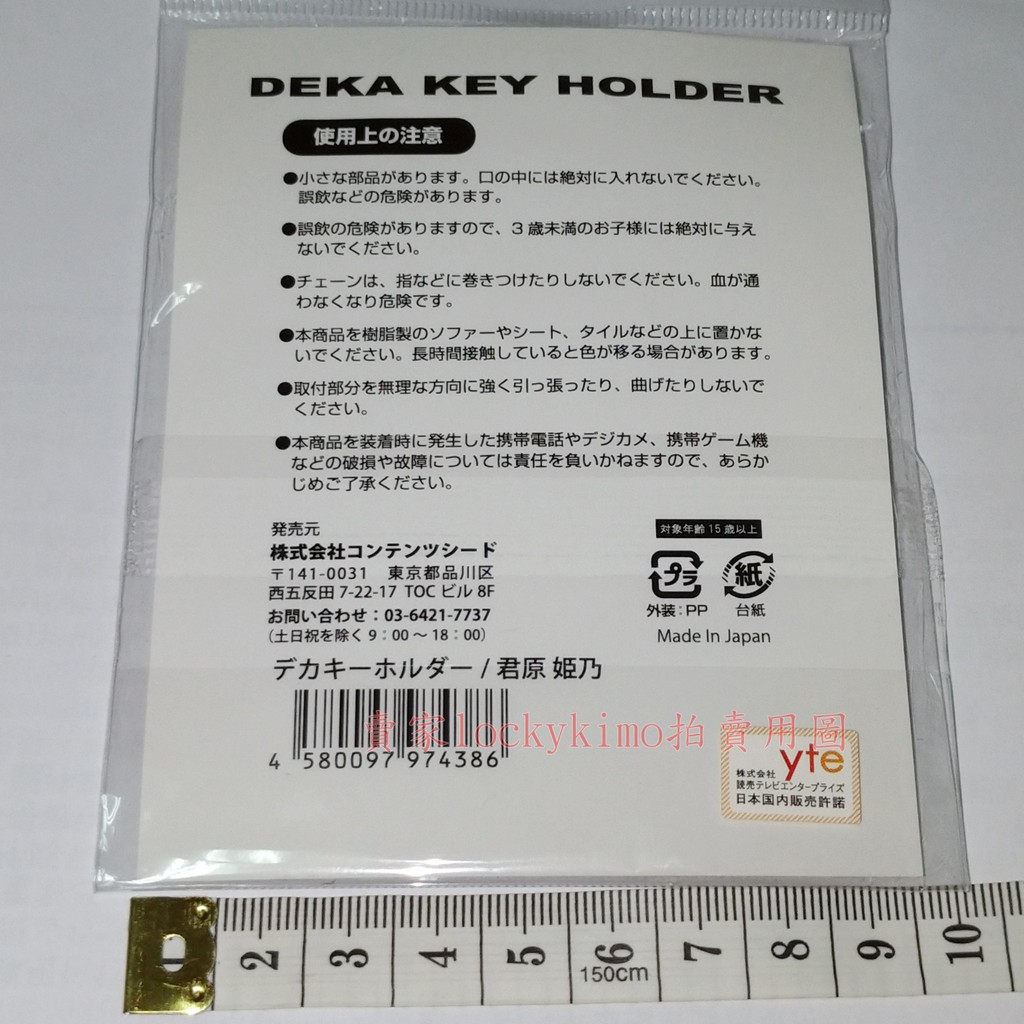 DEKA KEY HOLDER
使用上の注意
●小さな部品があります。口の中には絶対に入れないでください。
誤飲などの危険があります。
●誤飲の危険がありますので、3歳未満のお子様には絶対に与え
ないでください。
●チェーンは、指などに巻きつけたりしないでください。血が通
わなくなり危険です。
●本商品を樹脂製のソファーやシート、タイルなどの上に置かな
いでください。長時間接触していると色が移る場合があります。
●取付部分を無理な方向に強く引っ張ったり、曲げたりしないで
ください。
●本商品を装着時に発生した携帯電話やデジカメ、携帯ゲーム機
などの破損や故障については責任を負いかねますので、あらか
じめご了承ください。
発売元
株式会社コンテンツシード
〒141-0031 東京都品川区
西五反田 7-22-17 TOC ビル 8F
お問い合わせ：03-6421-7737
（土日祝を除く 9：00 ～ 18：00）
対象年齢 15 歳以上
プラ
紙
外装：PP
台紙
Made In Japan
デカキーホルダー / 君原 姫乃
賣家lockykimo拍賣用圖
4 580097 974386
yte
株式会社
読売テレビエンタープライズ
日本国内販売許諾
1 2 3 4 5 6 7 8 9 10
150cm